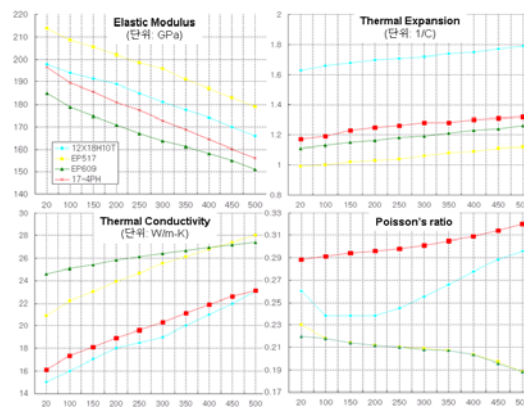 Elastic Modulus
(단위: GPa)
220
210
200
190
180
170
160
150
140
12X18H10T
EP517
EP609
17-4PH
20 100 150 200 250 300 350 400 450 500
Thermal Expansion
(단위: 1/C)
2
1.8
1.6
1.4
1.2
1
0.8
20 100 150 200 250 300 350 400 450 500
Thermal Conductivity
(단위: W/m-K)
30
28
26
24
22
20
18
16
14
20 100 150 200 250 300 350 400 450 500
Poisson's ratio
0.33
0.31
0.29
0.27
0.25
0.23
0.21
0.19
0.17
20 100 150 200 250 300 350 400 450 500